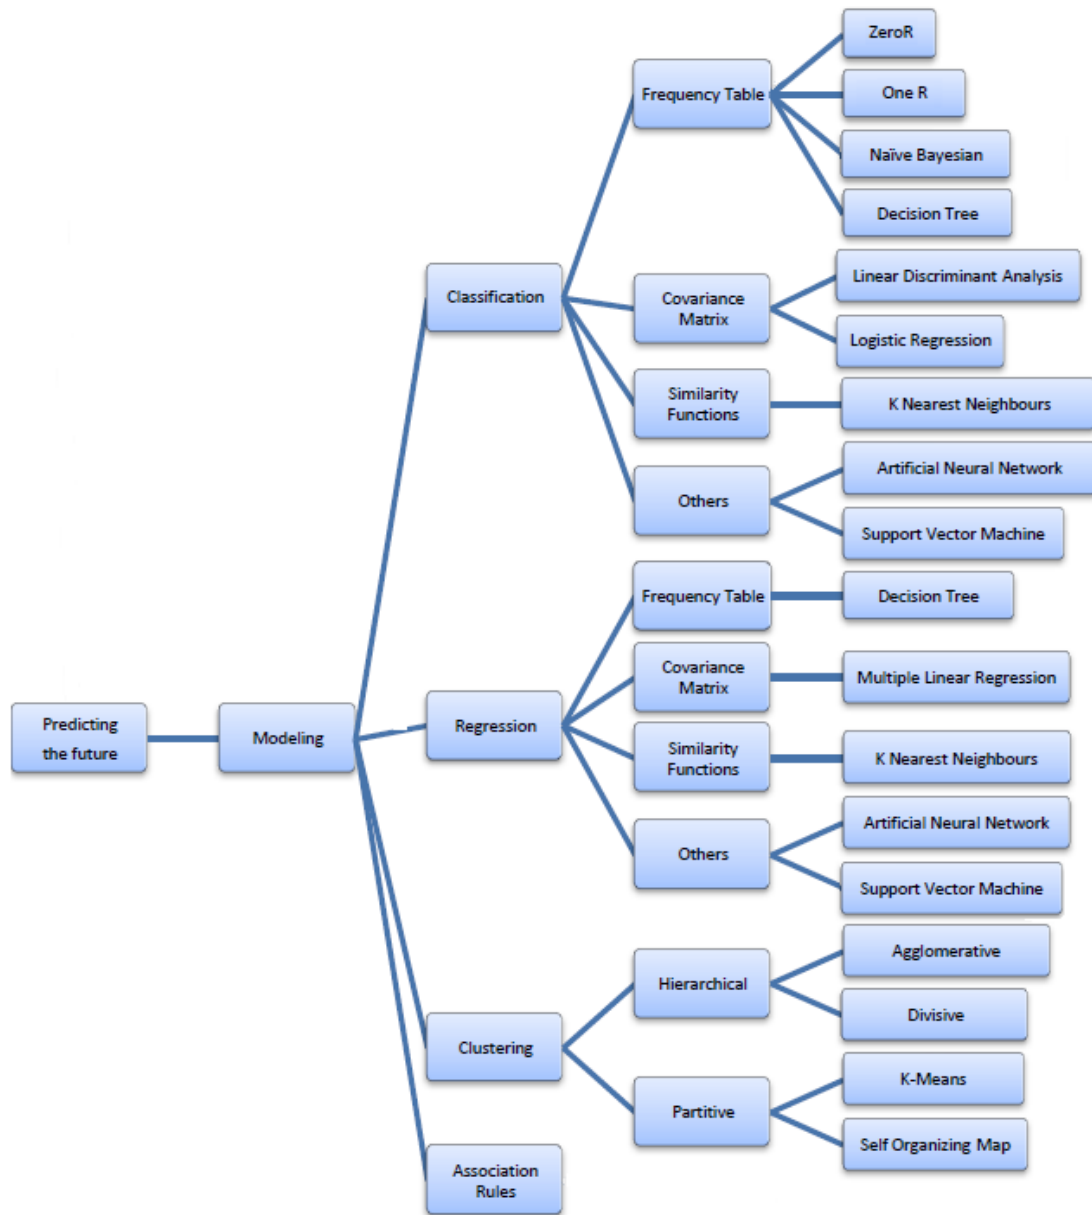 ZeroR
Frequency Table
One R
Naïve Bayesian
Decision Tree
Classification
Linear Discriminant Analysis
Covariance
Matrix
Logistic Regression
Similarity
Functions
K Nearest Neighbours
Others
Artificial Neural Network
Support Vector Machine
Frequency Table
Decision Tree
Covariance
Matrix
Multiple Linear Regression
Predicting
the future
Modeling
Regression
Similarity
Functions
K Nearest Neighbours
Others
Artificial Neural Network
Support Vector Machine
Hierarchical
Agglomerative
Divisive
Clustering
Partitive
K-Means
Self Organizing Map
Association
Rules